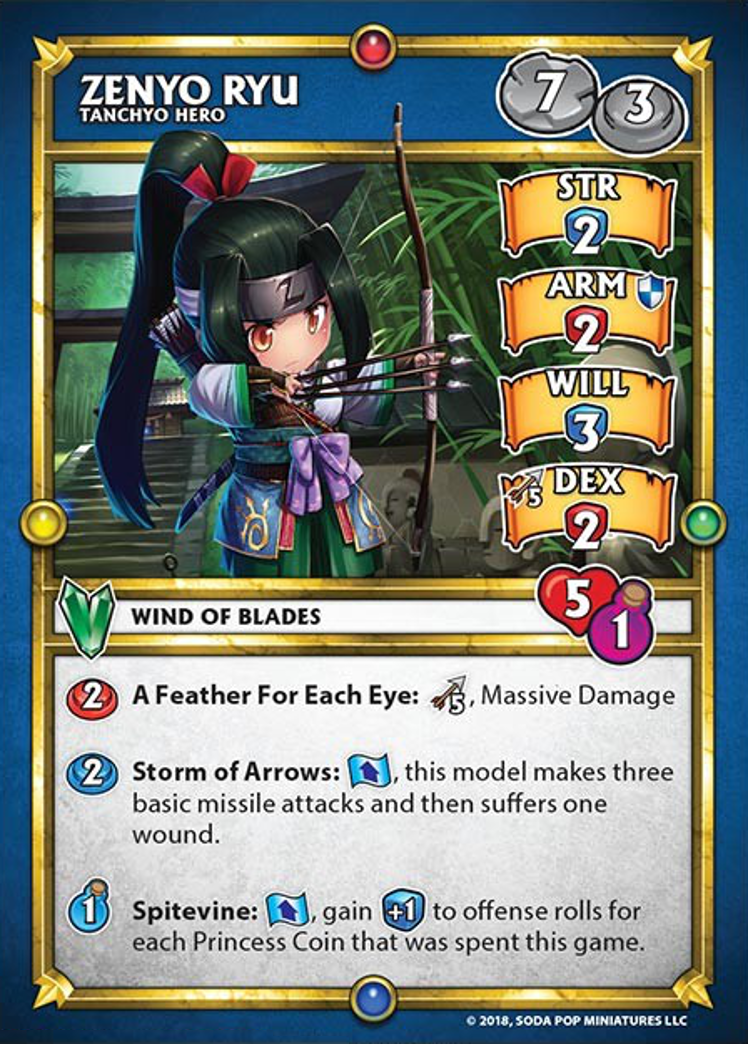 ZENYO RYU
TANCHYO HERO
7 3
STR
2
ARM
2
WILL
3
Z
5 DEX
2
5
1
WIND OF BLADES
2 A Feather For Each Eye: 5, Massive Damage
2 Storm of Arrows: , this model makes three
basic missile attacks and then suffers one
wound.
1 Spitevine: , gain +1 to offense rolls for
each Princess Coin that was spent this game.
© 2018, SODA POP MINIATURES LLC